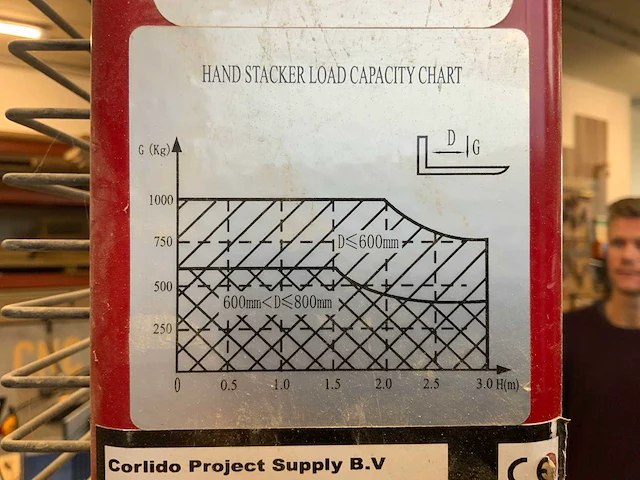 HAND STACKER LOAD CAPACITY CHART
G (Kg)
D
G
1000
750
D≤600mm
500
600mm<D≤800mm
250
0 0.5 1.0 1.5 2.0 2.5 3.0 H(m)
Corlido Project Supply B.V
CE